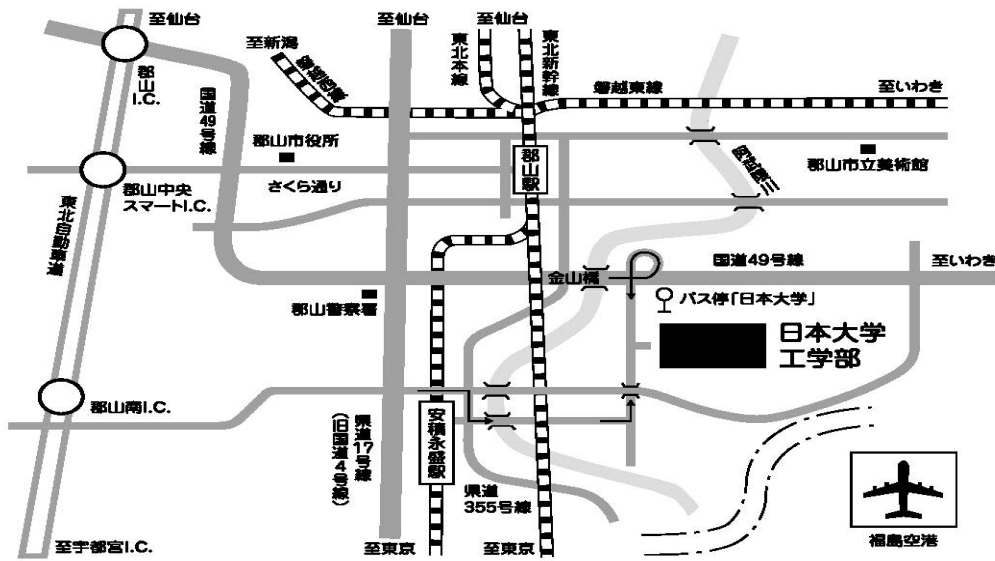 至仙台
至仙台
至仙台
至新潟
東北本線
東北新幹線
磐越西線
磐越東線
至いわき
郡山I.C.
国道49号線
郡山市役所
郡山駅
郡山市立美術館
郡山中央
スマートI.C.
さくら通り
東北自動車道
金山橋
国道49号線
至いわき
郡山警察署
バス停「日本大学」
日本大学
工学部
郡山南I.C.
県道17号線
(旧国道4号線)
安積永盛駅
県道
355号線
至宇都宮I.C.
至東京
至東京
福島空港